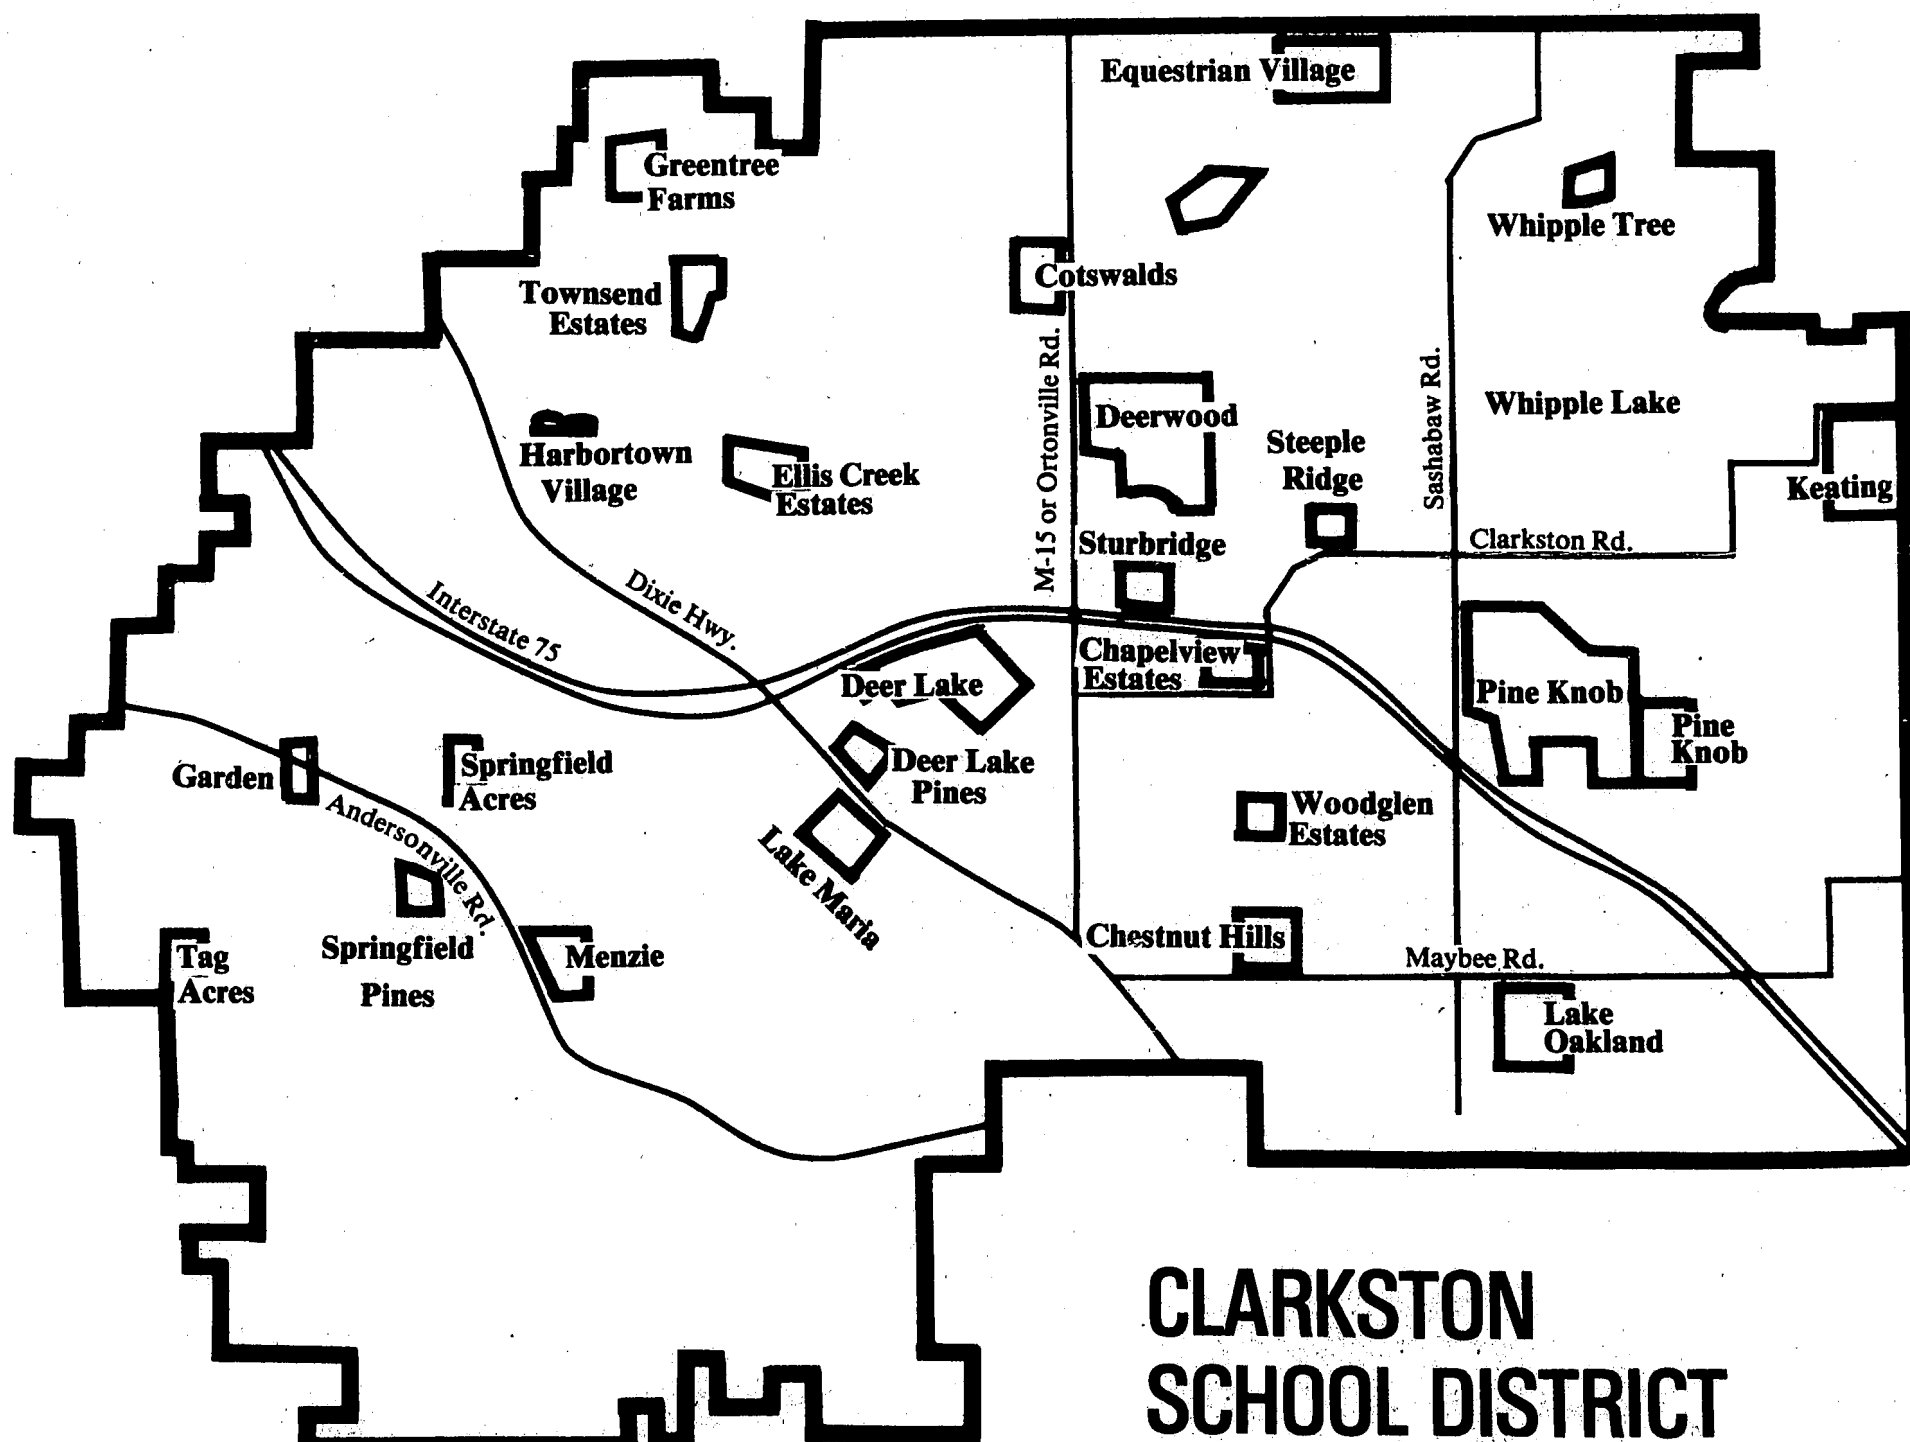 Equestrian Village
Greentree
Farms
Whipple Tree
Cotswalds
Townsend
Estates
M-15 or Ortonville Rd.
Sashabaw Rd.
Whipple Lake
Deerwood
Steeple
Ridge
Harbortown
Village
Ellis Creek
Estates
Keating
Sturbridge
Clarkston Rd.
Interstate 75
Dixie Hwy.
Chapelview
Estates
Deer Lake
Pine Knob
Pine
Knob
Garden
Springfield
Acres
Deer Lake
Pines
Woodglen
Estates
Andersonville Rd.
Lake Maria
Springfield
Pines
Menzie
Chestnut Hills
Maybee Rd.
Tag
Acres
Lake
Oakland
CLARKSTON
SCHOOL DISTRICT